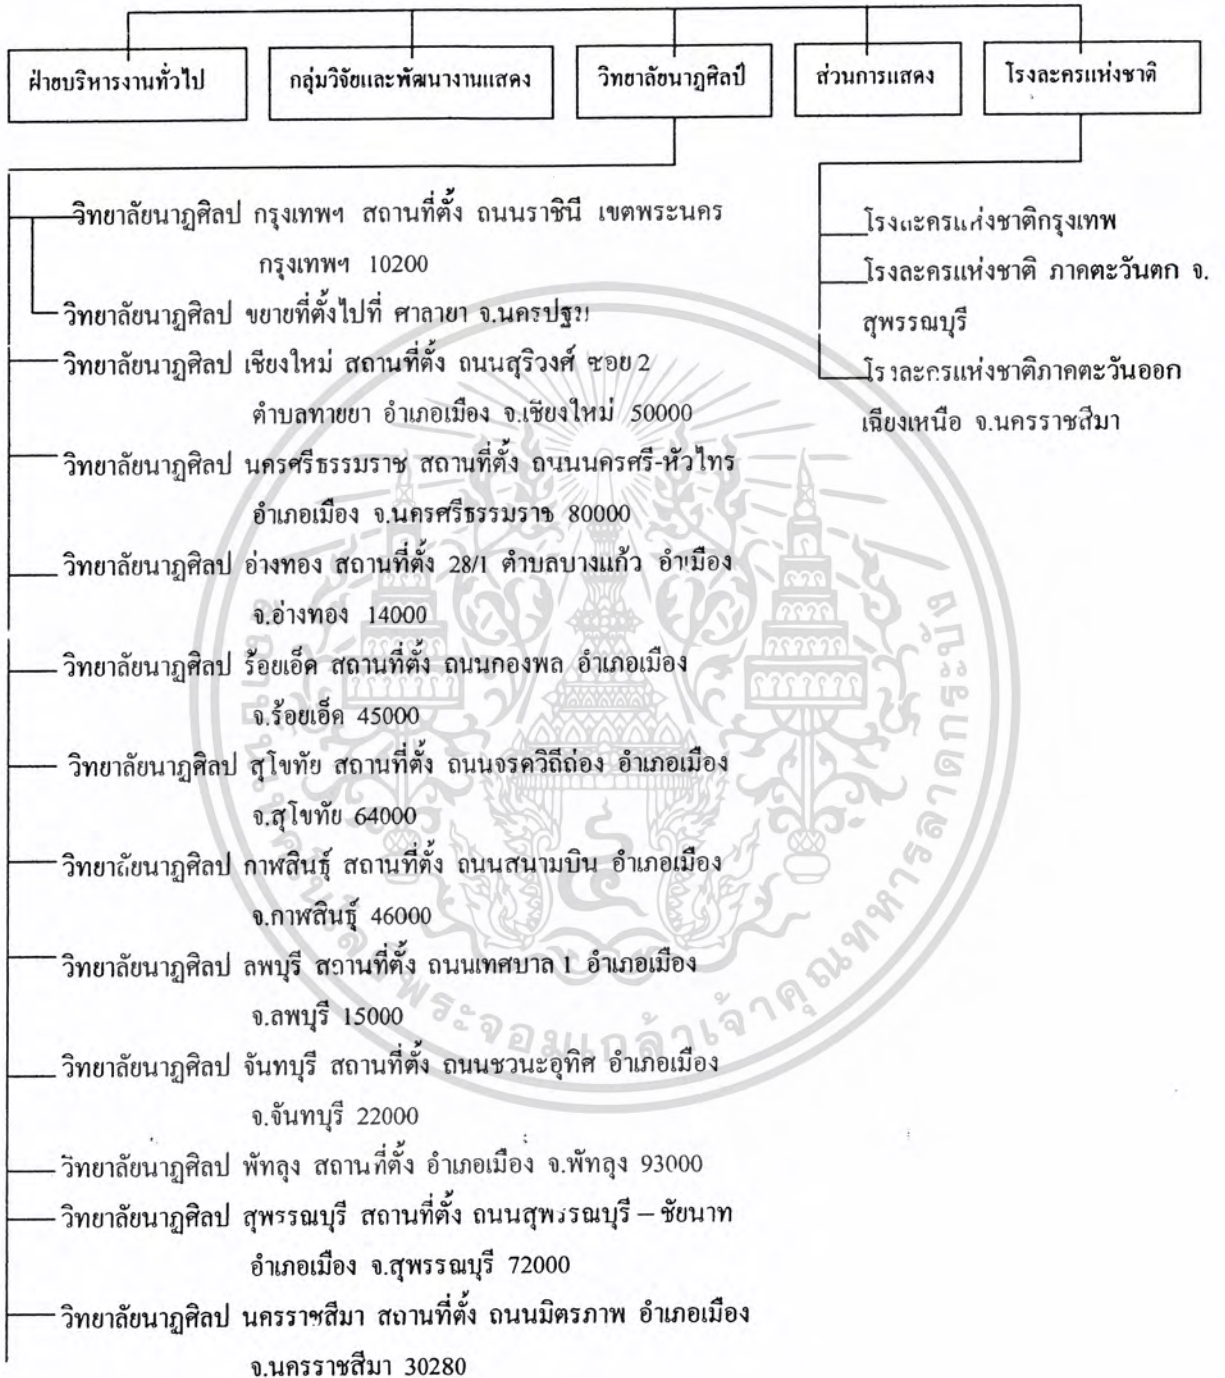 ฝ่ายบริหารงานทั่วไป
กลุ่มวิจัยและพัฒนางานแสดง
วิทยาลัยนาฏศิลป์
ส่วนการแสดง
โรงละครแห่งชาติ
วิทยาลัยนาฏศิลป กรุงเทพฯ สถานที่ตั้ง ถนนราชินี เขตพระนคร
กรุงเทพฯ 10200
วิทยาลัยนาฏศิลป ขยายที่ตั้งไปที่ ศาลายา จ.นครปฐม
วิทยาลัยนาฏศิลป เชียงใหม่ สถานที่ตั้ง ถนนสุริวงศ์ ซอย 2
ตำบลหายยา อำเภอเมือง จ.เชียงใหม่ 50000
วิทยาลัยนาฏศิลป นครศรีธรรมราช สถานที่ตั้ง ถนนนครศรี-หัวไทร
อำเภอเมือง จ.นครศรีธรรมราช 80000
วิทยาลัยนาฏศิลป อ่างทอง สถานที่ตั้ง 28/1 ตำบลบางแก้ว อำเมือง
จ.อ่างทอง 14000
วิทยาลัยนาฏศิลป ร้อยเอ็ด สถานที่ตั้ง ถนนกองพล อำเภอเมือง
จ.ร้อยเอ็ด 45000
วิทยาลัยนาฏศิลป สุโขทัย สถานที่ตั้ง ถนนจรดวิถีถ่อง อำเภอเมือง
จ.สุโขทัย 64000
วิทยาลัยนาฏศิลป กาฬสินธุ์ สถานที่ตั้ง ถนนสนามบิน อำเภอเมือง
จ.กาฬสินธุ์ 46000
วิทยาลัยนาฏศิลป ลพบุรี สถานที่ตั้ง ถนนเทศบาล 1 อำเภอเมือง
จ.ลพบุรี 15000
วิทยาลัยนาฏศิลป จันทบุรี สถานที่ตั้ง ถนนชวนะอุทิศ อำเภอเมือง
จ.จันทบุรี 22000
วิทยาลัยนาฏศิลป พัทลุง สถานที่ตั้ง อำเภอเมือง จ.พัทลุง 93000
วิทยาลัยนาฏศิลป สุพรรณบุรี สถานที่ตั้ง ถนนสุพรรณบุรี – ชัยนาท
อำเภอเมือง จ.สุพรรณบุรี 72000
วิทยาลัยนาฏศิลป นครราชสีมา สถานที่ตั้ง ถนนมิตรภาพ อำเภอเมือง
จ.นครราชสีมา 30280
โรงละครแห่งชาติกรุงเทพ
โรงละครแห่งชาติ ภาคตะวันตก จ.
สุพรรณบุรี
โรงละครแห่งชาติภาคตะวันออก
เฉียงเหนือ จ.นครราชสีมา
พระจอมเกล้าเจ้าคุณทหารลาดกระบัง